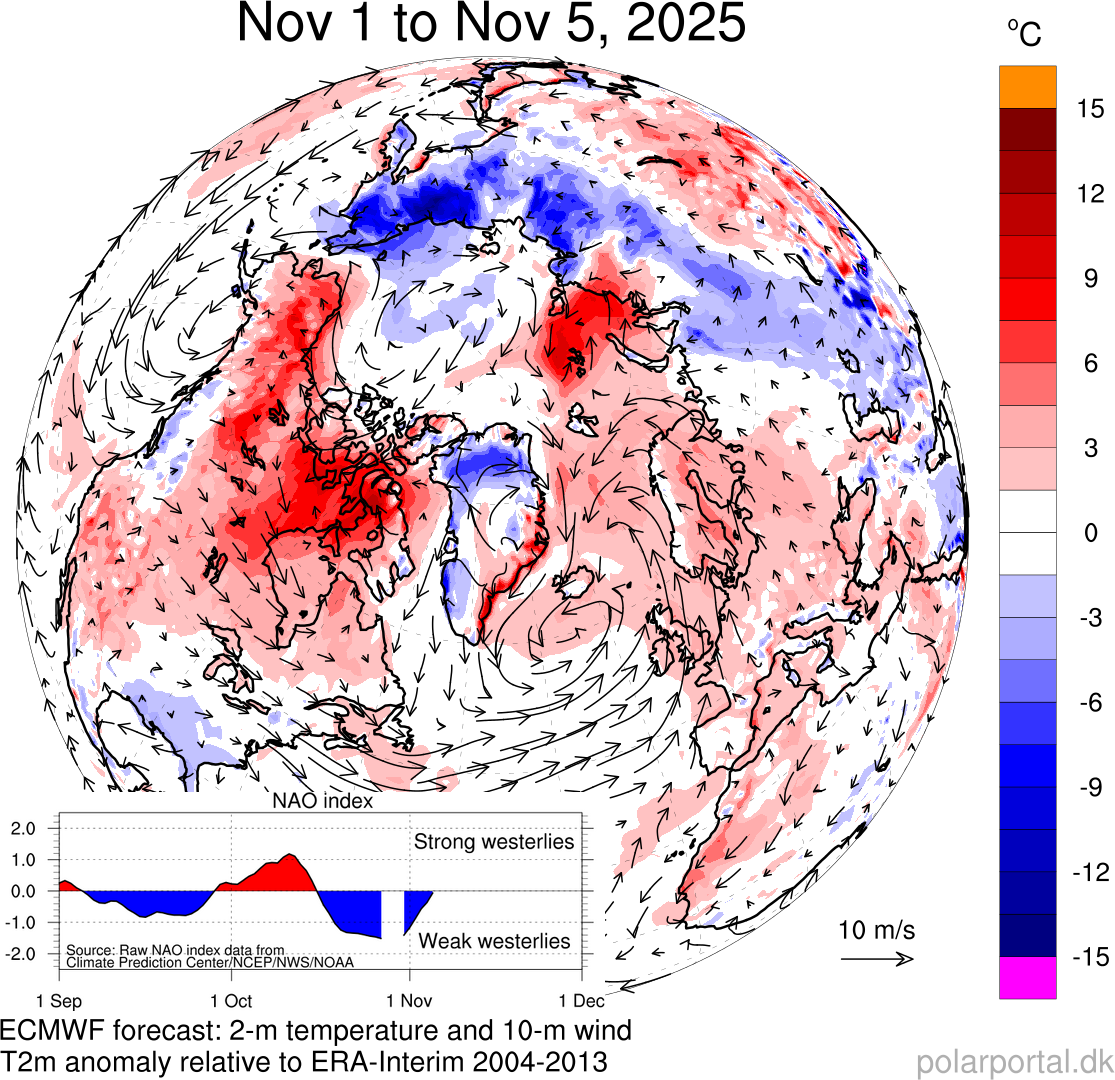 Nov 1 to Nov 5, 2025
°C
15
12
9
6
3
0
-3
-6
-9
-12
-15
10 m/s
NAO index
2.0
1.0
0.0
-1.0
-2.0
Strong westerlies
Weak westerlies
Source: Raw NAO index data from
Climate Prediction Center/NCEP/NWS/NOAA
1 Sep
1 Oct
1 Nov
1 Dec
ECMWF forecast: 2-m temperature and 10-m wind
T2m anomaly relative to ERA-Interim 2004-2013
polarportal.dk